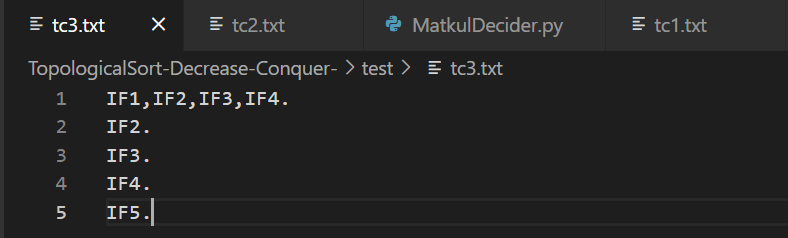 tc3.txt × tc2.txt MatkulDecider.py tc1.txt
TopologicalSort-Decrease-Conquer- > test > tc3.txt
1 IF1,IF2,IF3,IF4.
2 IF2.
3 IF3.
4 IF4.
5 IF5.